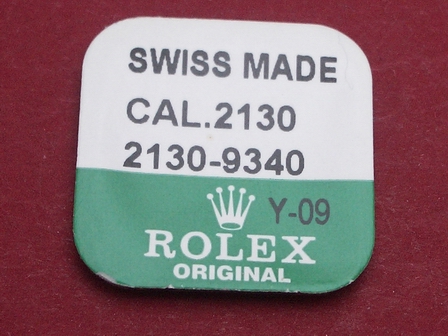 SWISS MADE
CAL.2130
2130-9340
Y-09
ROLEX
ORIGINAL